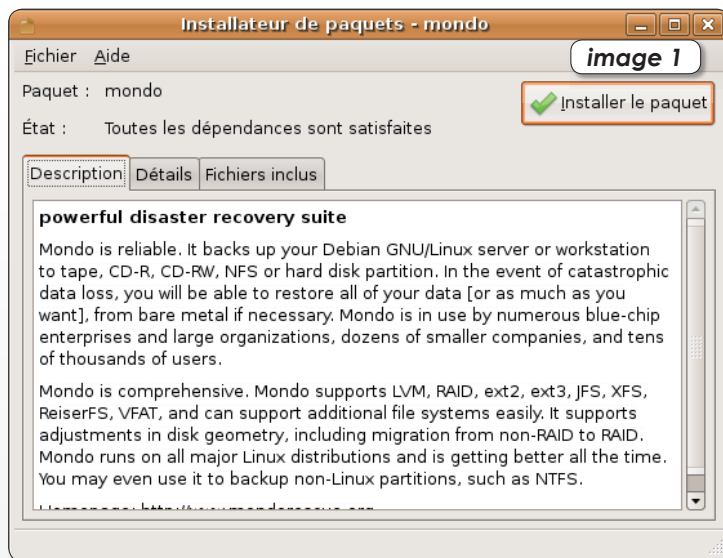 Installateur de paquets - mondo
Fichier Aide
image 1
Paquet : mondo
Installer le paquet
État : Toutes les dépendances sont satisfaites
Description Détails Fichiers inclus
powerful disaster recovery suite
Mondo is reliable. It backs up your Debian GNU/Linux server or workstation
to tape, CD-R, CD-RW, NFS or hard disk partition. In the event of catastrophic
data loss, you will be able to restore all of your data [or as much as you
want], from bare metal if necessary. Mondo is in use by numerous blue-chip
enterprises and large organizations, dozens of smaller companies, and tens
of thousands of users.
Mondo is comprehensive. Mondo supports LVM, RAID, ext2, ext3, JFS, XFS,
ReiserFS, VFAT, and can support additional file systems easily. It supports
adjustments in disk geometry, including migration from non-RAID to RAID.
Mondo runs on all major Linux distributions and is getting better all the time.
You may even use it to backup non-Linux partitions, such as NTFS.